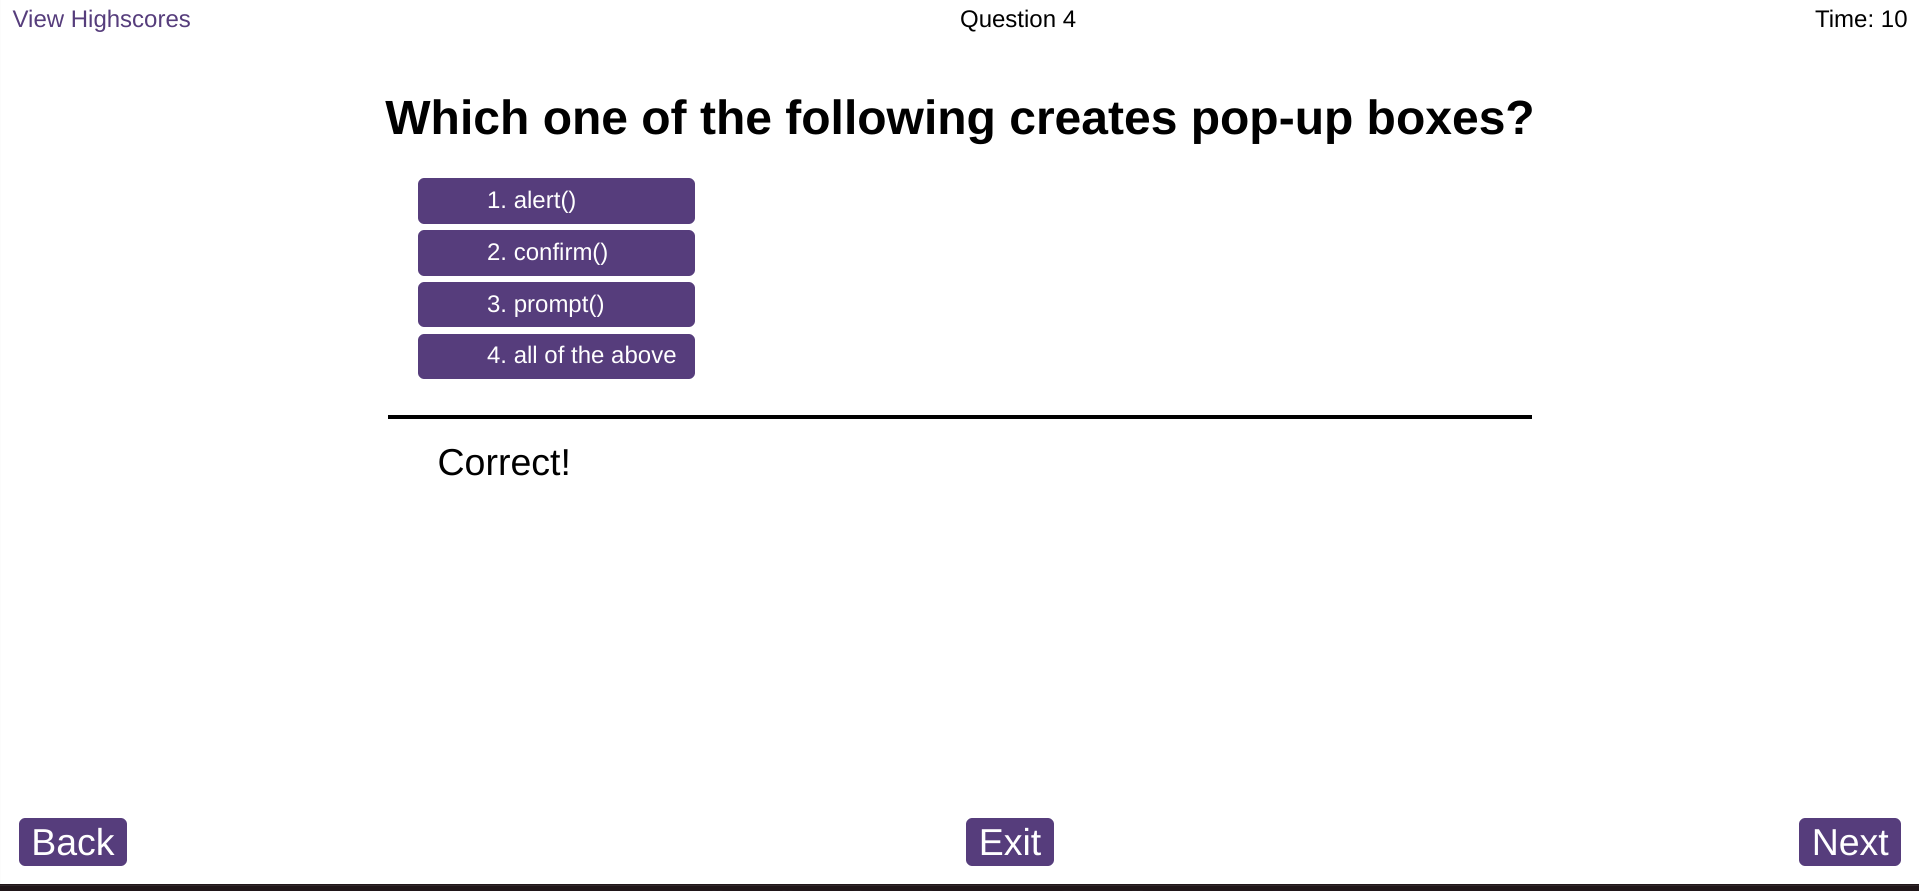 View Highscores
Question 4
Time: 10
Which one of the following creates pop-up boxes?
1. alert()
2. confirm()
3. prompt()
4. all of the above
Correct!
Back
Exit
Next